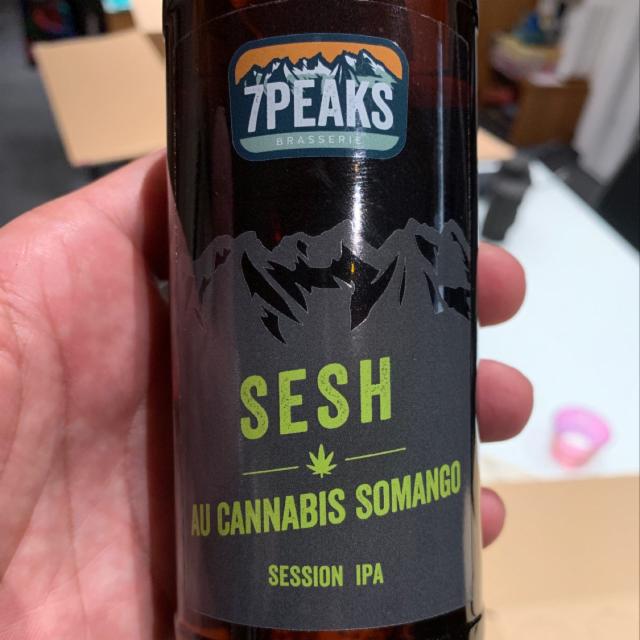 7PEAKS
BRASSERIE
SESH
AU CANNABIS SOMANGO
SESSION IPA